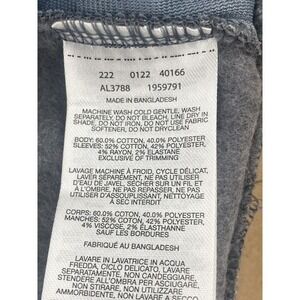 222 0122 40166
AL3788 1959791
MADE IN BANGLADESH
MACHINE WASH COLD GENTLE, WASH
SEPARATELY, DO NOT BLEACH, LINE DRY IN
SHADE, DO NOT IRON, DO NOT USE FABRIC
SOFTENER, DO NOT DRYCLEAN
BODY: 60.0% COTTON, 40.0% POLYESTER
SLEEVES: 52% COTTON, 42% POLYESTER,
4% RAYON, 2% ELASTANE
EXCLUSIVE OF TRIMMING
LAVAGE MACHINE À FROID, CYCLE DÉLICAT,
LAVER SÉPARÉMENT, NE PAS UTILISER
D'EAU DE JAVEL, SÉCHER SUR UN FIL ET
À L'OMBRE, NE PAS REPASSER, NE PAS UTILISER
D'ASSOUPLISSANT, NETTOYAGE
À SEC INTERDIT
CORPS: 60.0% COTON, 40.0% POLYESTER
MANCHES: 52% COTON, 42% POLYESTER,
4% VISCOSE, 2% ÉLASTHANNE
SAUF LES BORDURES
FABRIQUÉ AU BANGLADESH
LAVARE IN LAVATRICE IN ACQUA
FREDDA, CICLO DELICATO, LAVARE
SEPARATAMENTE, NON CANDEGGIARE,
STENDERE IN OMBRA, NON STIRARE, NON USARE
AMMORBIDENTE, NON LAVARE A SECCO